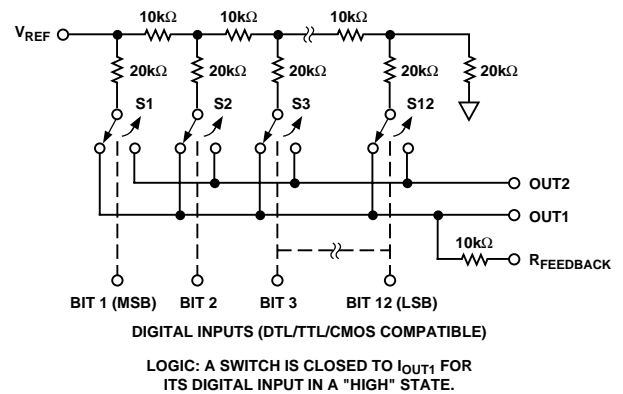 10kΩ 10kΩ 10kΩ
VREF
20kΩ 20kΩ 20kΩ 20kΩ 20kΩ
S1 S2 S3 S12
OUT2
OUT1
10kΩ
RFEEDBACK
BIT 1 (MSB) BIT 2 BIT 3 BIT 12 (LSB)
DIGITAL INPUTS (DTL/TTL/CMOS COMPATIBLE)
LOGIC: A SWITCH IS CLOSED TO IOUT1 FOR
ITS DIGITAL INPUT IN A "HIGH" STATE.